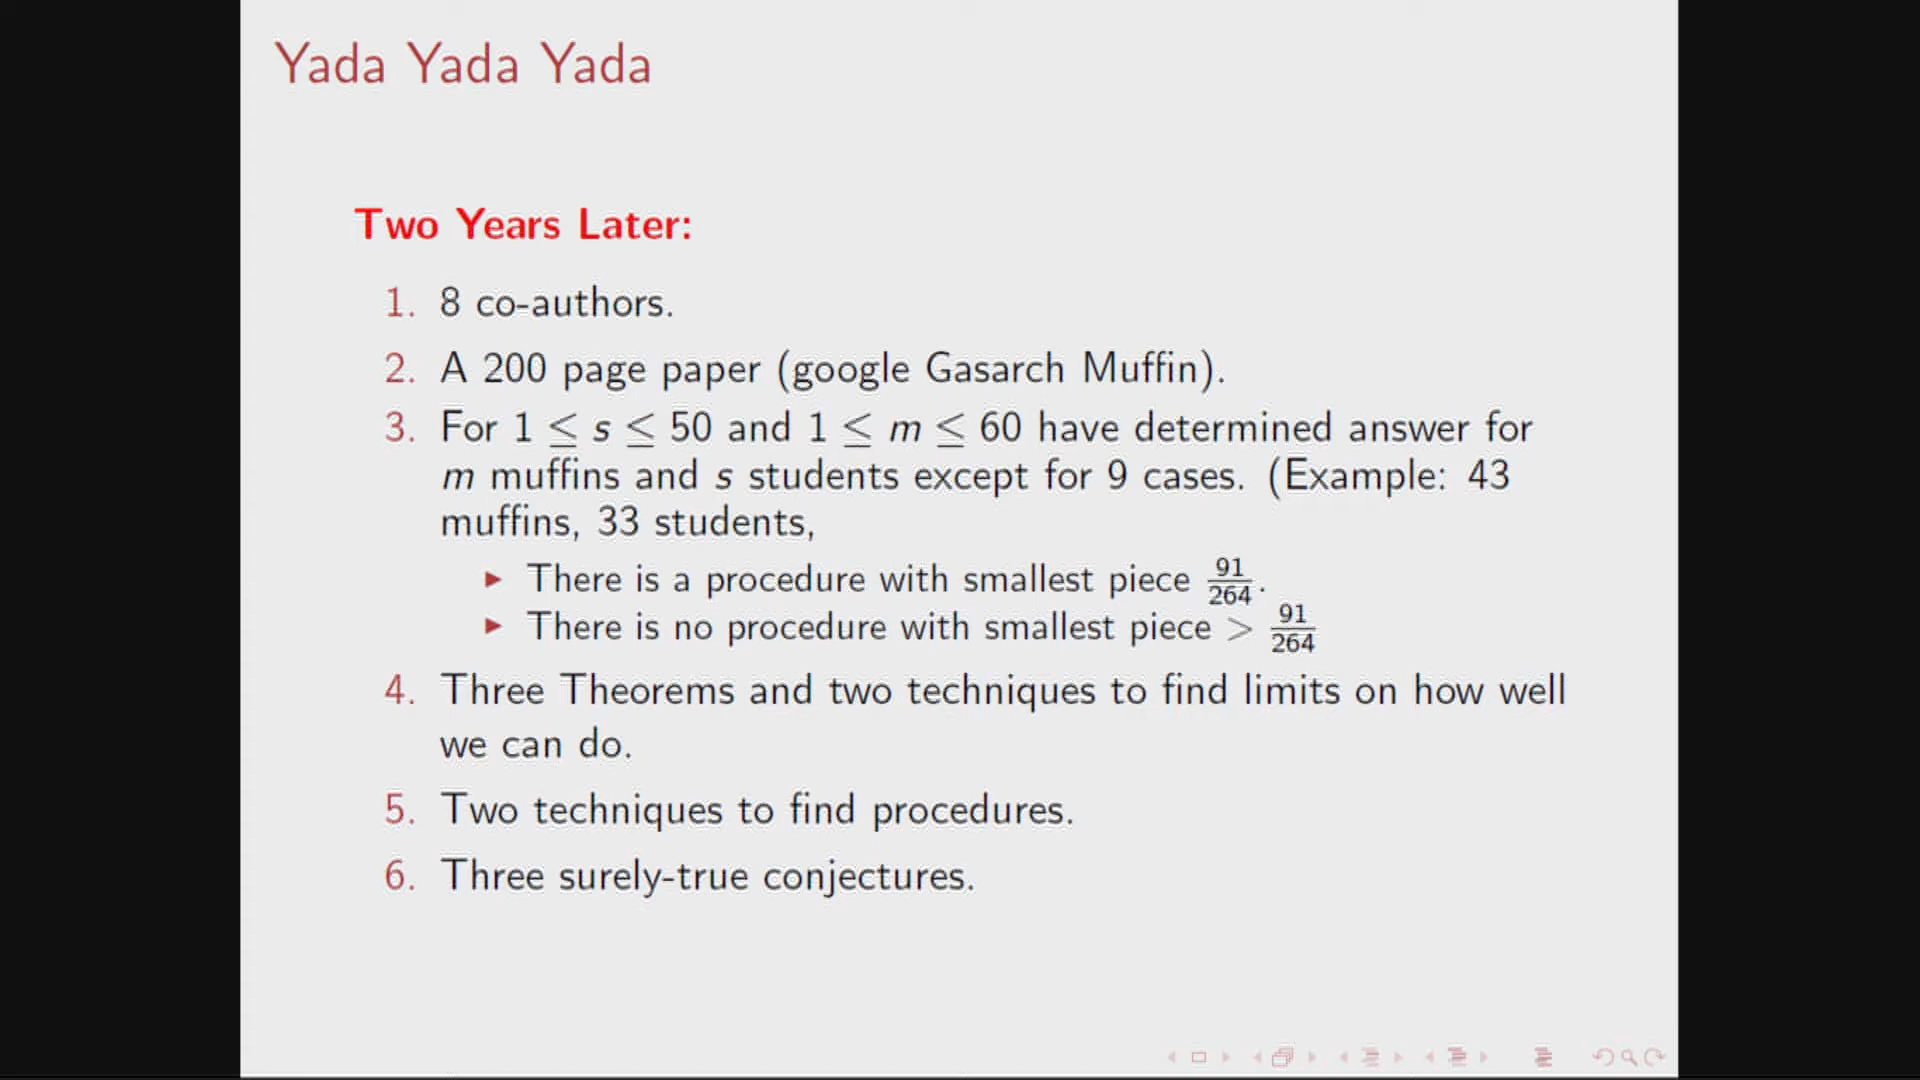 Yada Yada Yada
Two Years Later:
1. 8 co-authors.
2. A 200 page paper (google Gasarch Muffin).
3. For 1 ≤ s ≤ 50 and 1 ≤ m ≤ 60 have determined answer for
m muffins and s students except for 9 cases. (Example: 43
muffins, 33 students,
▶ There is a procedure with smallest piece 91/264.
▶ There is no procedure with smallest piece > 91/264
4. Three Theorems and two techniques to find limits on how well
we can do.
5. Two techniques to find procedures.
6. Three surely-true conjectures.